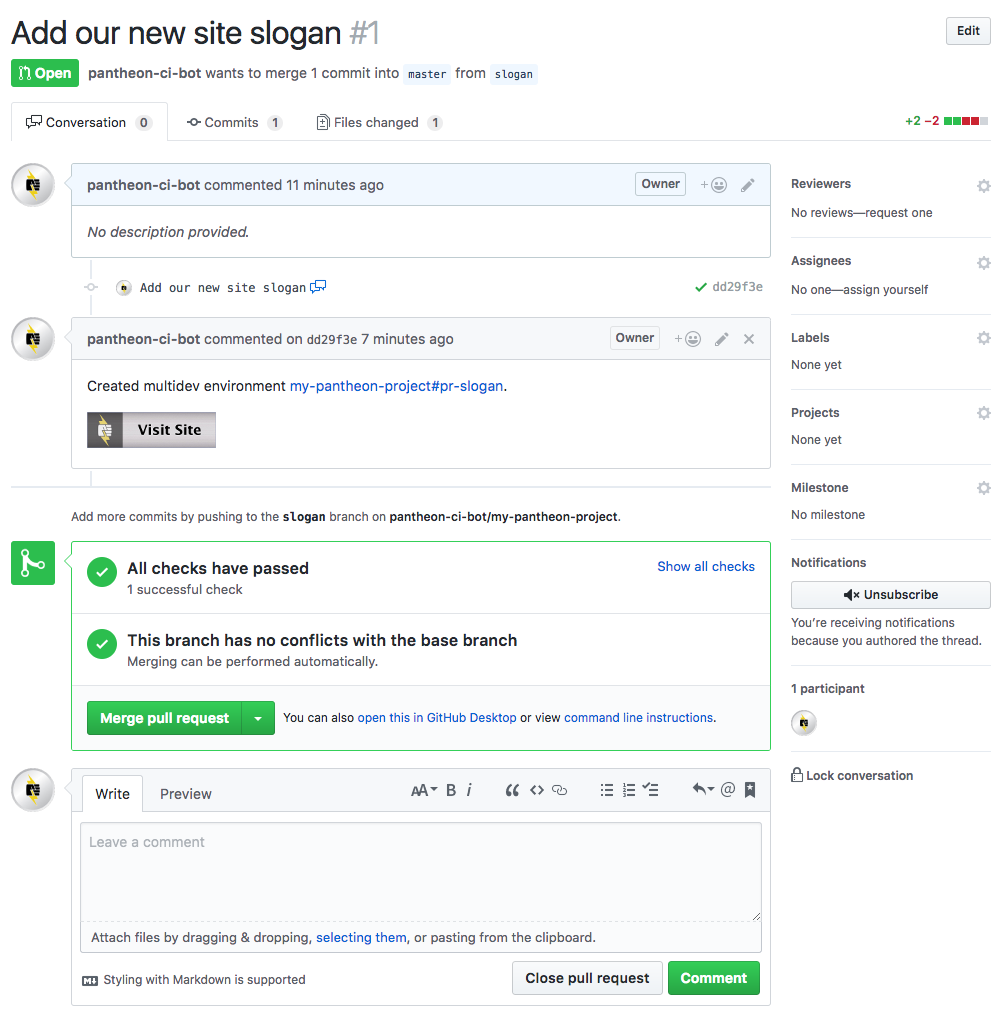 Add our new site slogan #1
Edit
Open
pantheon-ci-bot wants to merge 1 commit into master from slogan
Conversation 0
Commits 1
Files changed 1
+2 −2
pantheon-ci-bot commented 11 minutes ago
Owner
No description provided.
Add our new site slogan
dd29f3e
pantheon-ci-bot commented on dd29f3e 7 minutes ago
Owner
Created multidev environment my-pantheon-project#pr-slogan.
Visit Site
Add more commits by pushing to the slogan branch on pantheon-ci-bot/my-pantheon-project.
All checks have passed
1 successful check
Show all checks
This branch has no conflicts with the base branch
Merging can be performed automatically.
Merge pull request
You can also open this in GitHub Desktop or view command line instructions.
Write
Preview
AA
B
i
Leave a comment
Attach files by dragging & dropping, selecting them, or pasting from the clipboard.
Styling with Markdown is supported
Close pull request
Comment
Reviewers
No reviews—request one
Assignees
No one—assign yourself
Labels
None yet
Projects
None yet
Milestone
No milestone
Notifications
Unsubscribe
You’re receiving notifications
because you authored the thread.
1 participant
Lock conversation